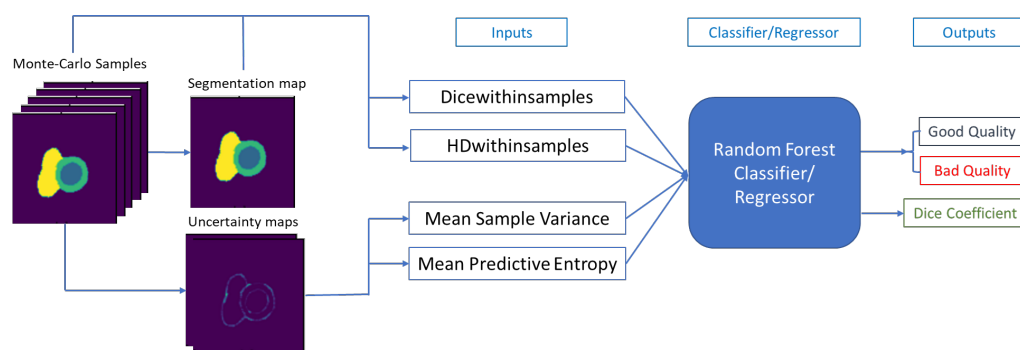 Inputs
Classifier/Regressor
Outputs
Monte-Carlo Samples
Segmentation map
Uncertainty maps
Dicewithinsamples
HDwithinsamples
Mean Sample Variance
Mean Predictive Entropy
Random Forest
Classifier/
Regressor
Good Quality
Bad Quality
Dice Coefficient